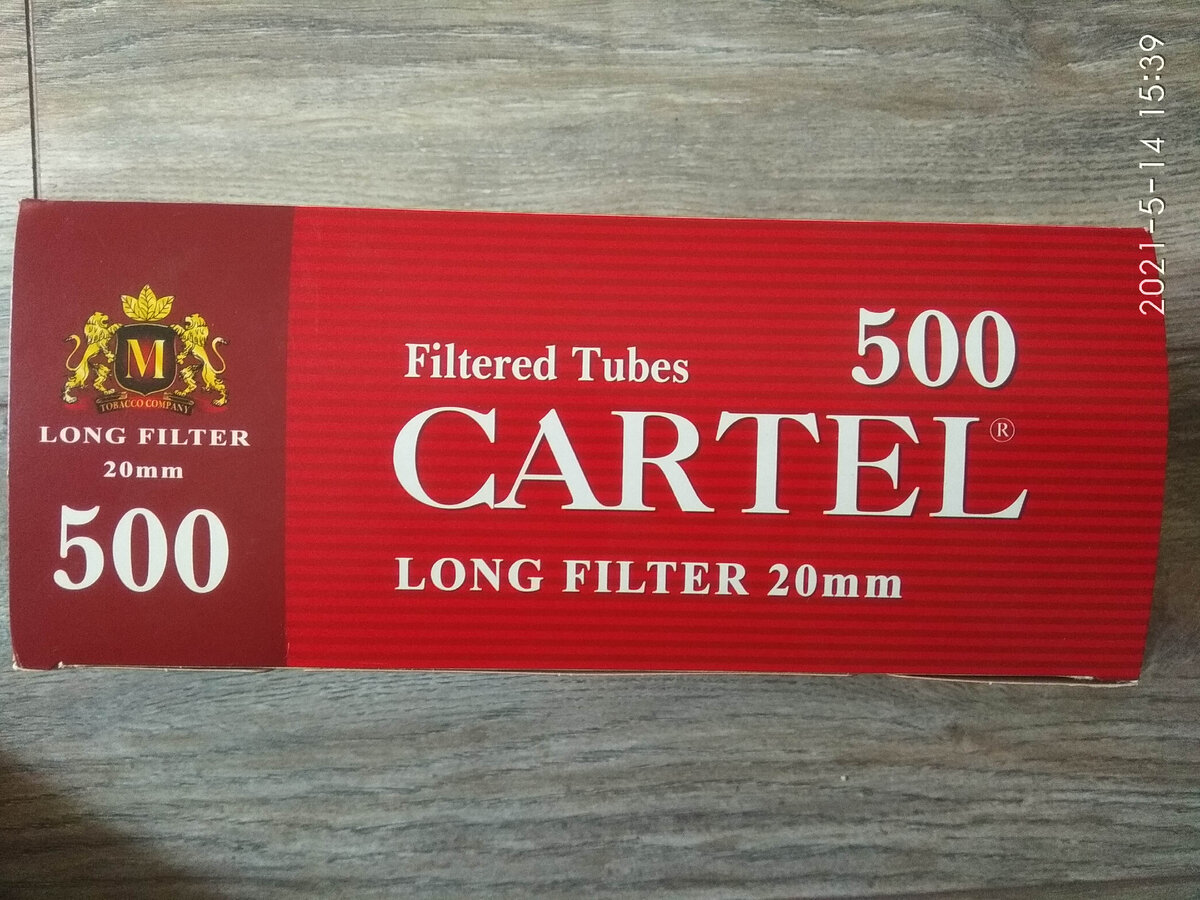 M
TOBACCO COMPANY
LONG FILTER
20mm
500
Filtered Tubes
500
CARTEL®
LONG FILTER 20mm
2021-5-14 15:39